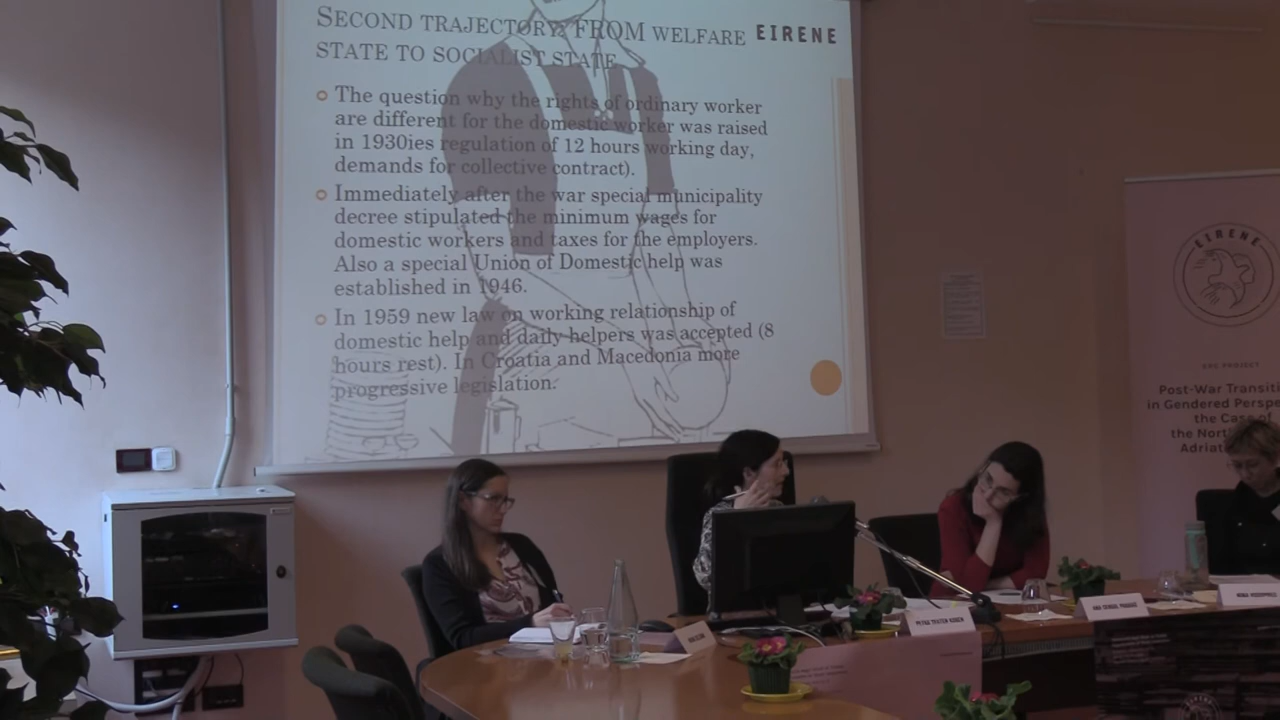 SECOND TRAJECTORY: FROM WELFARE
STATE TO SOCIALIST STATE
EIRENE
The question why the rights of ordinary worker
are different for the domestic worker was raised
in 1930ies regulation of 12 hours working day,
demands for collective contract).
Immediately after the war special municipality
decree stipulated the minimum wages for
domestic workers and taxes for the employers.
Also a special Union of Domestic help was
established in 1946.
In 1959 new law on working relationship of
domestic help and daily helpers was accepted (8
hours rest). In Croatia and Macedonia more
progressive legislation.
EIRENE
ERC PROJECT
Post-War Transiti
in Gendered Perspe
the Case of
the North
Adriati